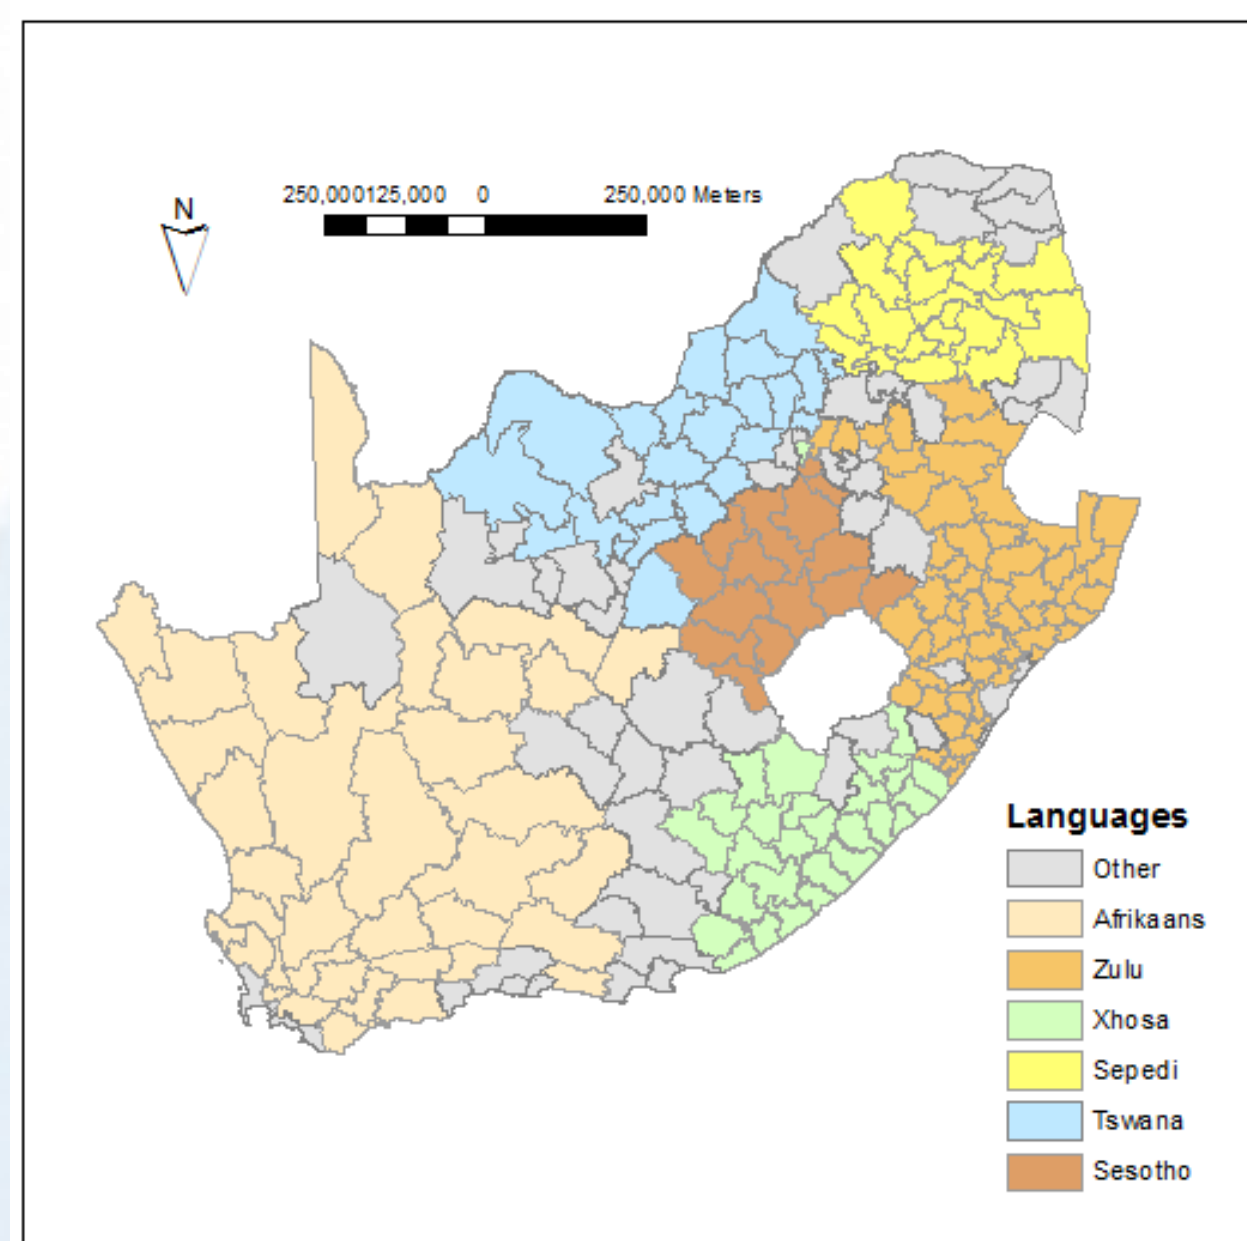 250,000125,000 0 250,000 Meters
N
Languages
Other
Afrikaans
Zulu
Xhosa
Sepedi
Tswana
Sesotho